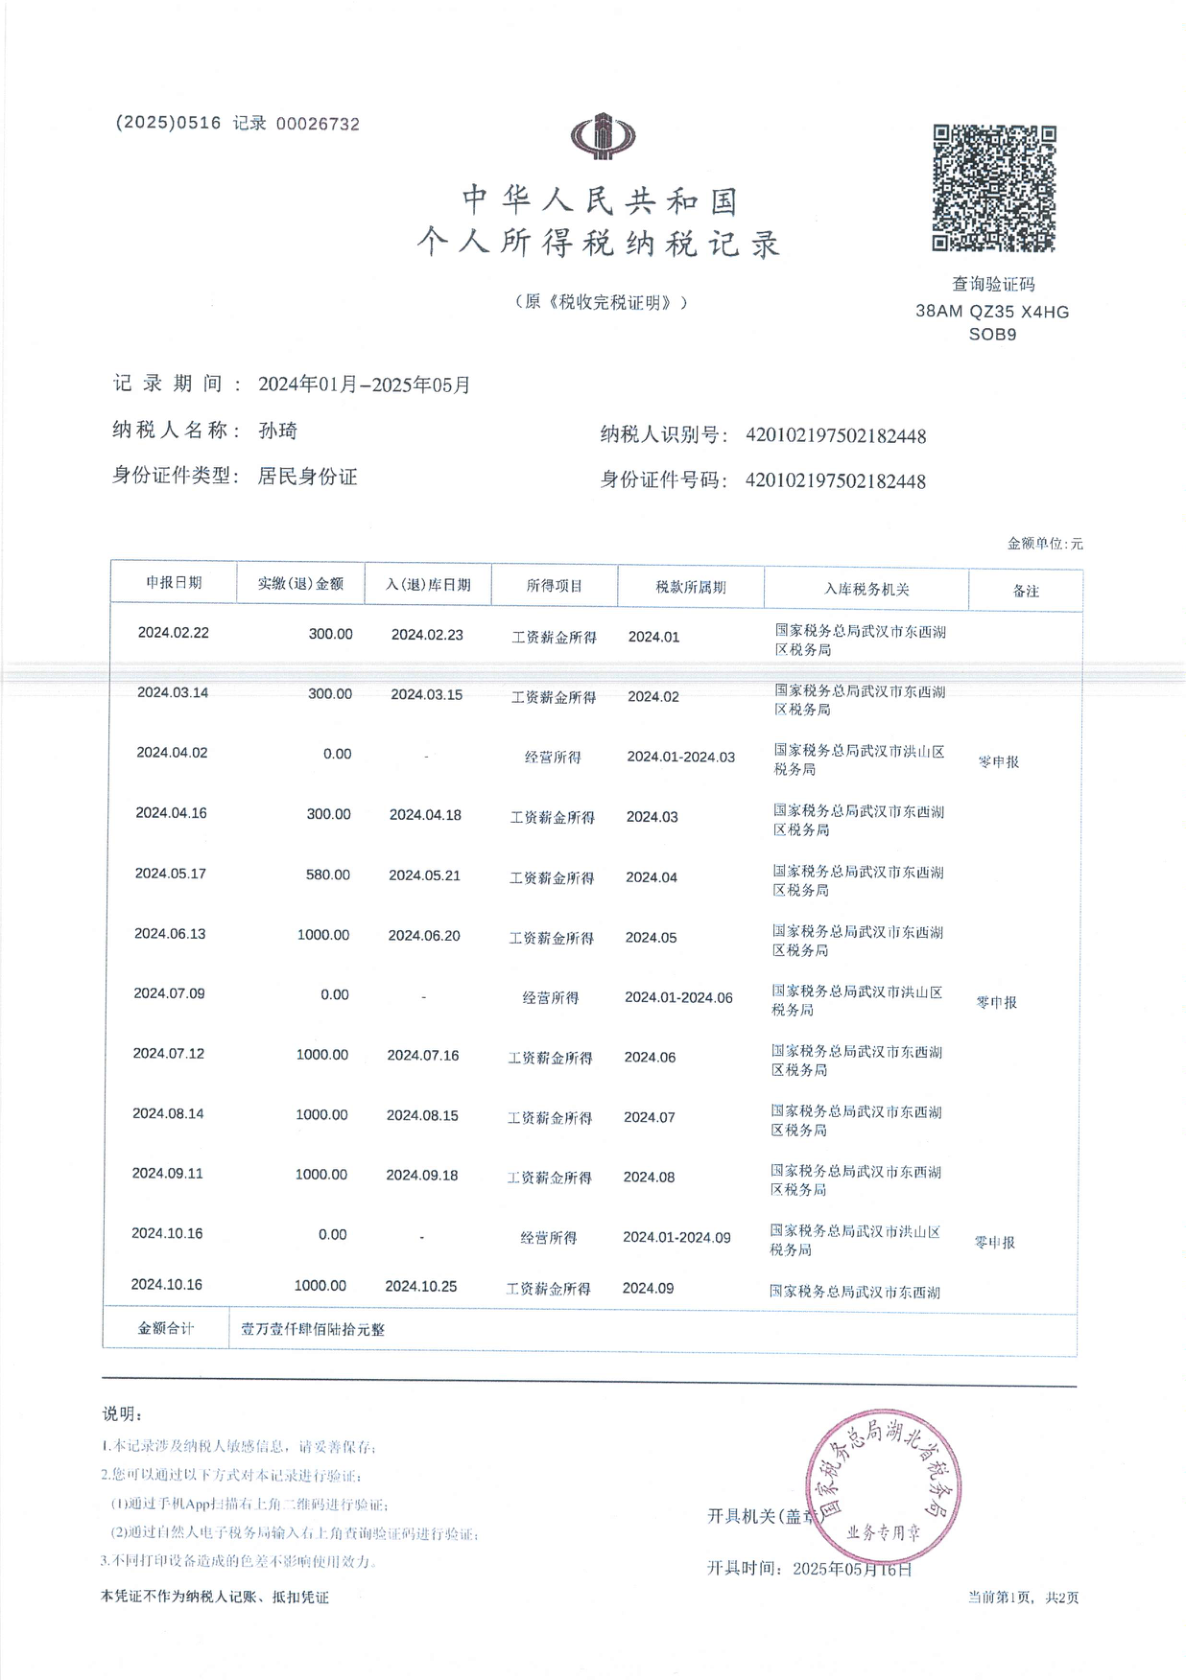 (2025)0516 记录 00026732
中华人民共和国
个人所得税纳税记录
（原《税收完税证明》）
查询验证码
38AM QZ35 X4HG
SOB9
记录期间： 2024年01月–2025年05月
纳税人名称： 孙琦 纳税人识别号： 420102197502182448
身份证件类型： 居民身份证 身份证件号码： 420102197502182448
金额单位:元
申报日期 实缴(退)金额 入(退)库日期 所得项目 税款所属期 入库税务机关 备注
2024.02.22 300.00 2024.02.23 工资薪金所得 2024.01 国家税务总局武汉市东西湖
区税务局
2024.03.14 300.00 2024.03.15 工资薪金所得 2024.02 国家税务总局武汉市东西湖
区税务局
2024.04.02 0.00 - 经营所得 2024.01-2024.03 国家税务总局武汉市洪山区 零申报
税务局
2024.04.16 300.00 2024.04.18 工资薪金所得 2024.03 国家税务总局武汉市东西湖
区税务局
2024.05.17 580.00 2024.05.21 工资薪金所得 2024.04 国家税务总局武汉市东西湖
区税务局
2024.06.13 1000.00 2024.06.20 工资薪金所得 2024.05 国家税务总局武汉市东西湖
区税务局
2024.07.09 0.00 - 经营所得 2024.01-2024.06 国家税务总局武汉市洪山区 零申报
税务局
2024.07.12 1000.00 2024.07.16 工资薪金所得 2024.06 国家税务总局武汉市东西湖
区税务局
2024.08.14 1000.00 2024.08.15 工资薪金所得 2024.07 国家税务总局武汉市东西湖
区税务局
2024.09.11 1000.00 2024.09.18 工资薪金所得 2024.08 国家税务总局武汉市东西湖
区税务局
2024.10.16 0.00 - 经营所得 2024.01-2024.09 国家税务总局武汉市洪山区 零申报
税务局
2024.10.16 1000.00 2024.10.25 工资薪金所得 2024.09 国家税务总局武汉市东西湖
金额合计 壹万壹仟肆佰陆拾元整
说明：
1.本记录涉及纳税人敏感信息，请妥善保存；
2.您可以通过以下方式对本记录进行验证：
(1)通过手机App扫描右上角二维码进行验证；
(2)通过自然人电子税务局输入右上角查询验证码进行验证；
3.不同打印设备造成的色差不影响使用效力。
本凭证不作为纳税人记账、抵扣凭证
国家税务总局湖北省税务局
业务专用章
开具机关(盖章)
开具时间： 2025年05月16日
当前第1页，共2页